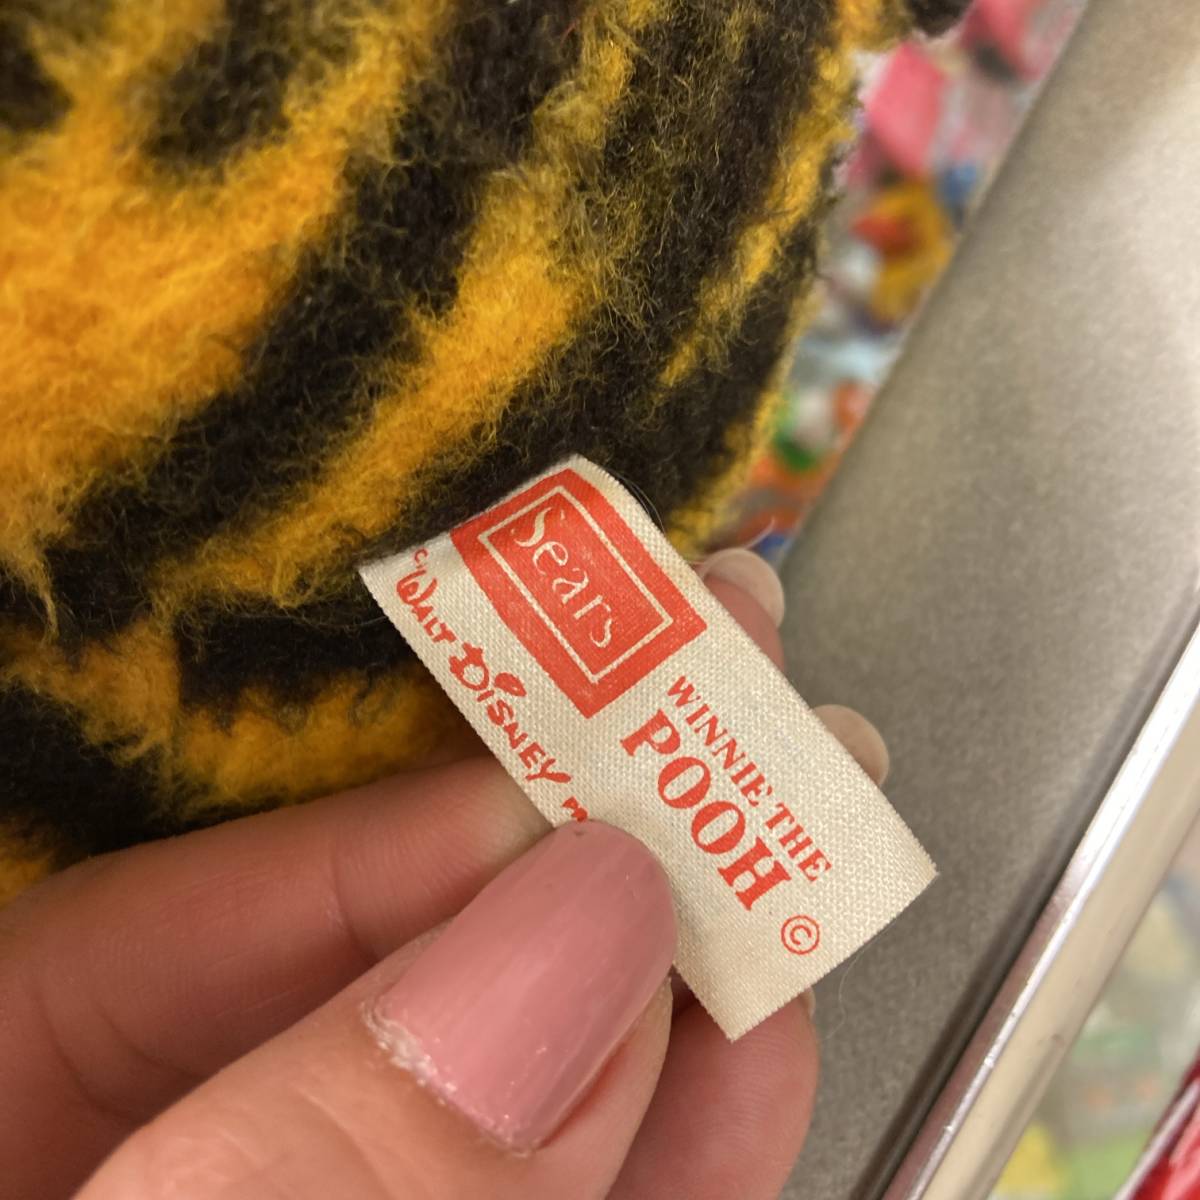 Sears
WINNIE THE
POOH
©
WALT DISNEY